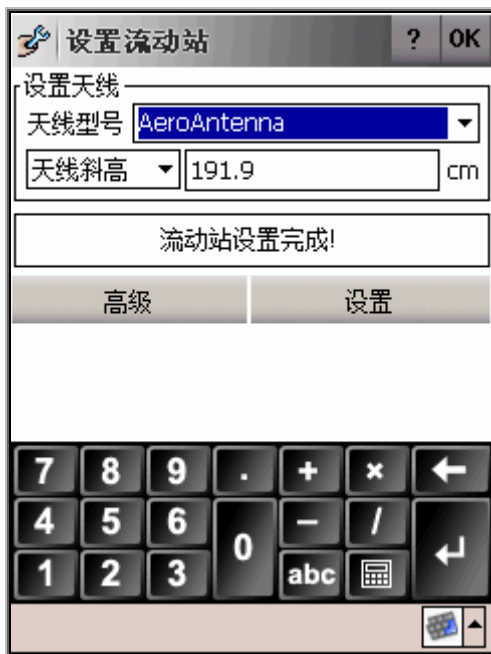 设置流动站 ? OK
设置天线
天线型号 AeroAntenna
天线斜高 191.9 cm
流动站设置完成!
高级 设置
7 8 9 . + ×
4 5 6 0 − /
1 2 3 abc